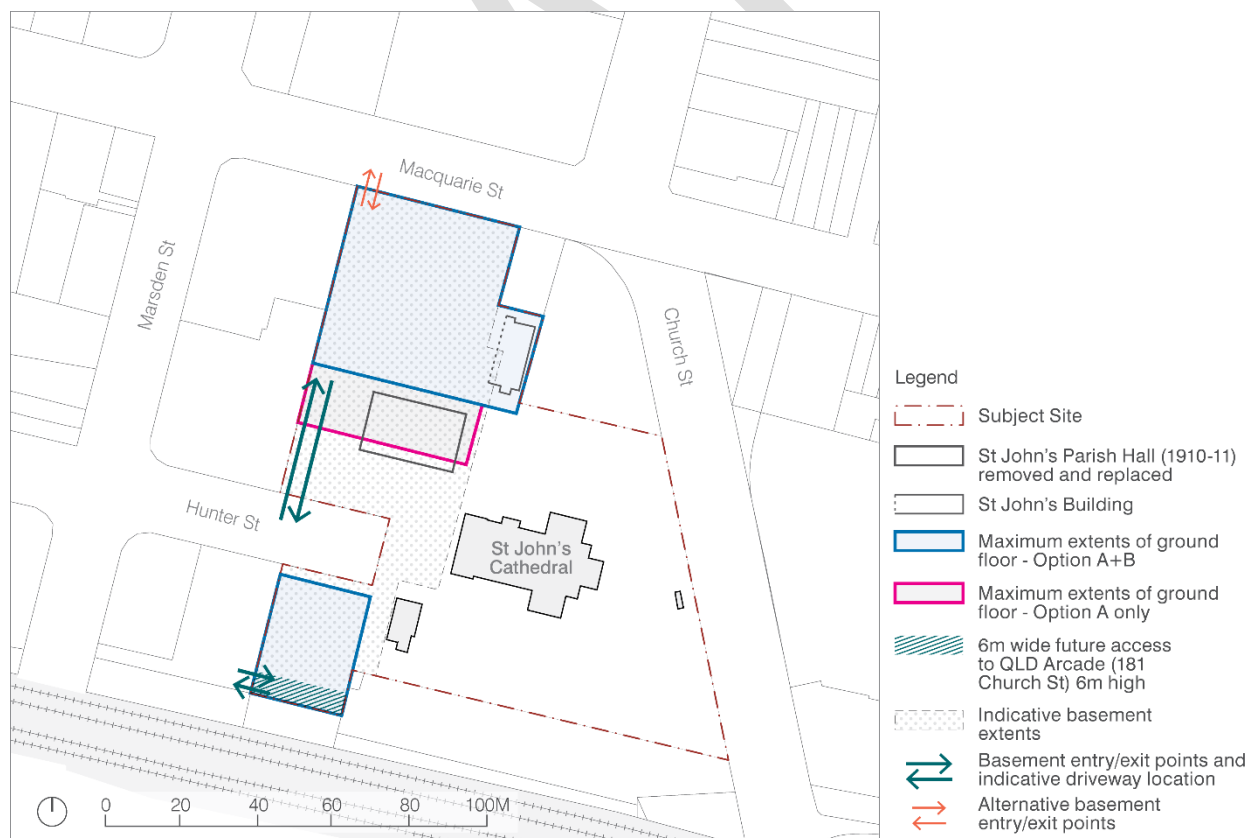 Macquarie St
Marsden St
Church St
Hunter St
St John's
Cathedral
0 20 40 60 80 100M
Legend
Subject Site
St John's Parish Hall (1910-11)
removed and replaced
St John's Building
Maximum extents of ground
floor - Option A+B
Maximum extents of ground
floor - Option A only
6m wide future access
to QLD Arcade (181
Church St) 6m high
Indicative basement
extents
Basement entry/exit points and
indicative driveway location
Alternative basement
entry/exit points